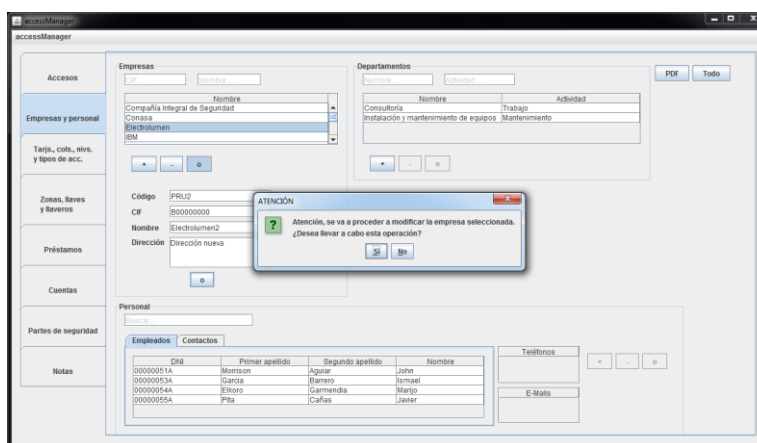 accessManager
accessManager
Accesos
Empresas y personal
Tarjs., cols., nivs.
y tipos de acc.
Zonas, llaves
y llaveros
Préstamos
Cuentas
Partes de seguridad
Notas
Empresas
CIF
Nombre
Nombre
Compañía Integral de Seguridad
Conasa
Electrolumen
IBM
+ - o
Código PRU2
CIF B00000000
Nombre Electrolumen2
Dirección Dirección nueva
o
Departamentos
Nombre
Actividad
Nombre Actividad
Consultoría Trabajo
Instalación y mantenimiento de equipos Mantenimiento
+ - o
PDF Todo
ATENCIÓN
Atención, se va a proceder a modificar la empresa seleccionada.
¿Desea llevar a cabo esta operación?
Sí No
Personal
Buscar
Empleados Contactos
DNI Primer apellido Segundo apellido Nombre
00000051A Morrison Aguiar John
00000053A García Barrero Ismael
00000054A Elkoro Garmendia Marijo
00000055A Pita Cañas Javier
Teléfonos
E-Mails
+ - o